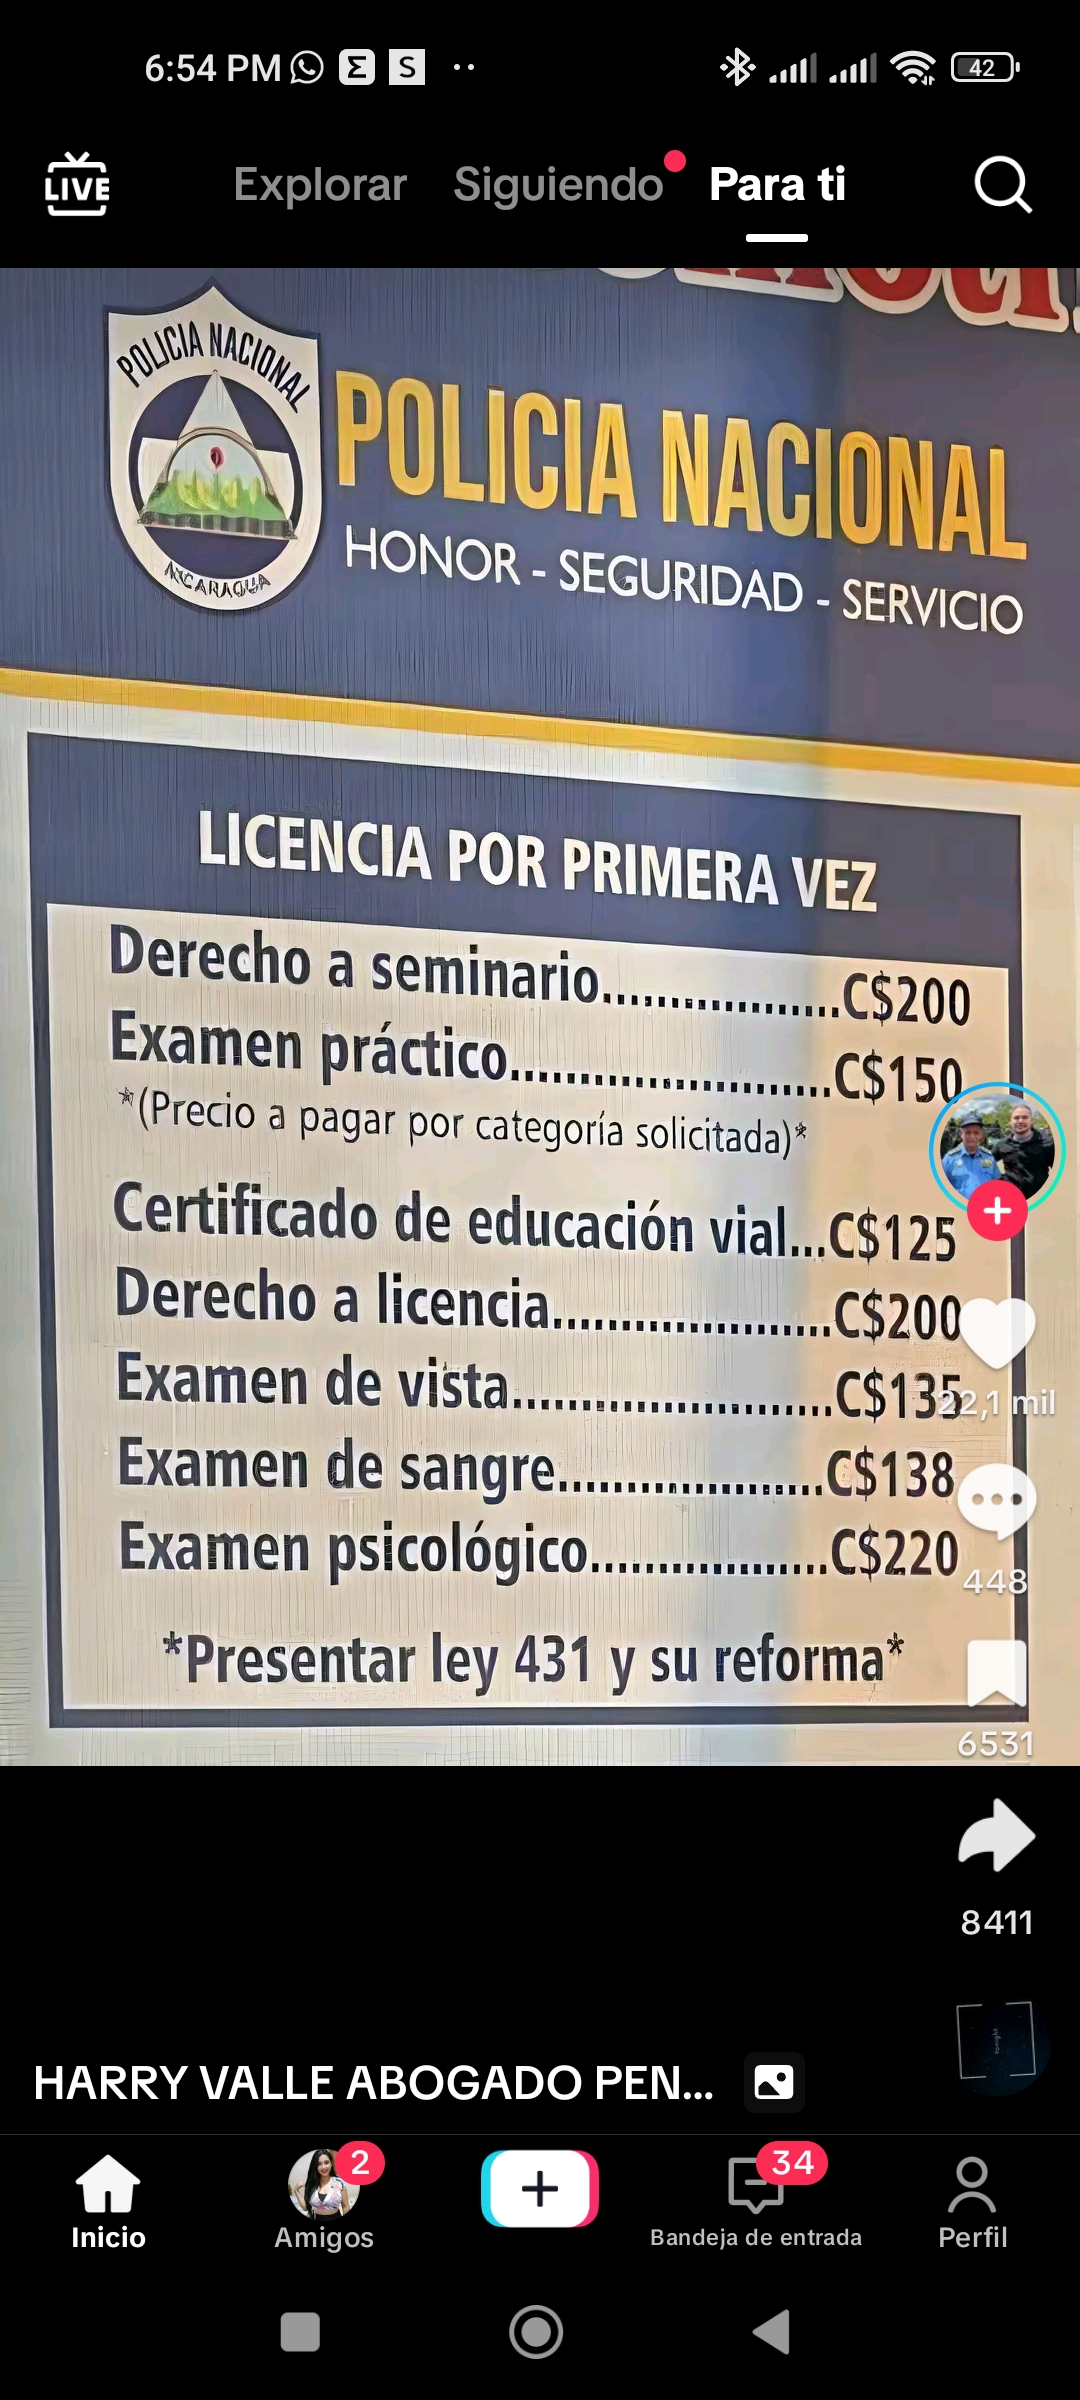 6:54 PM
42
LIVE
Explorar
Siguiendo
Para ti
POLICIA NACIONAL
NICARAGUA
POLICIA NACIONAL
HONOR - SEGURIDAD - SERVICIO
LICENCIA POR PRIMERA VEZ
Derecho a seminario.................C$200
Examen práctico.......................C$150
*(Precio a pagar por categoría solicitada)*
Certificado de educación vial...C$125
Derecho a licencia....................C$200
Examen de vista.......................C$135
Examen de sangre...................C$138
Examen psicológico.................C$220
*Presentar ley 431 y su reforma*
22,1 mil
448
6531
8411
HARRY VALLE ABOGADO PEN...
2
34
Inicio
Amigos
Bandeja de entrada
Perfil